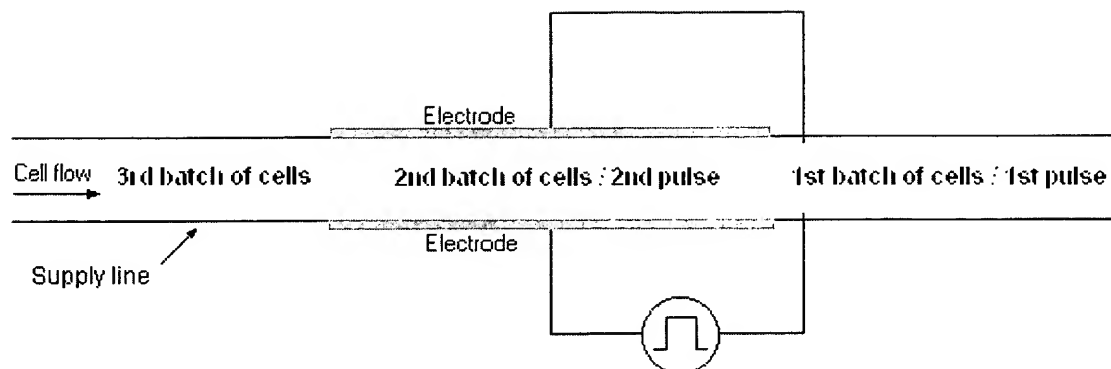 Electrode
Cell flow
3rd batch of cells
2nd batch of cells / 2nd pulse
1st batch of cells / 1st pulse
Electrode
Supply line